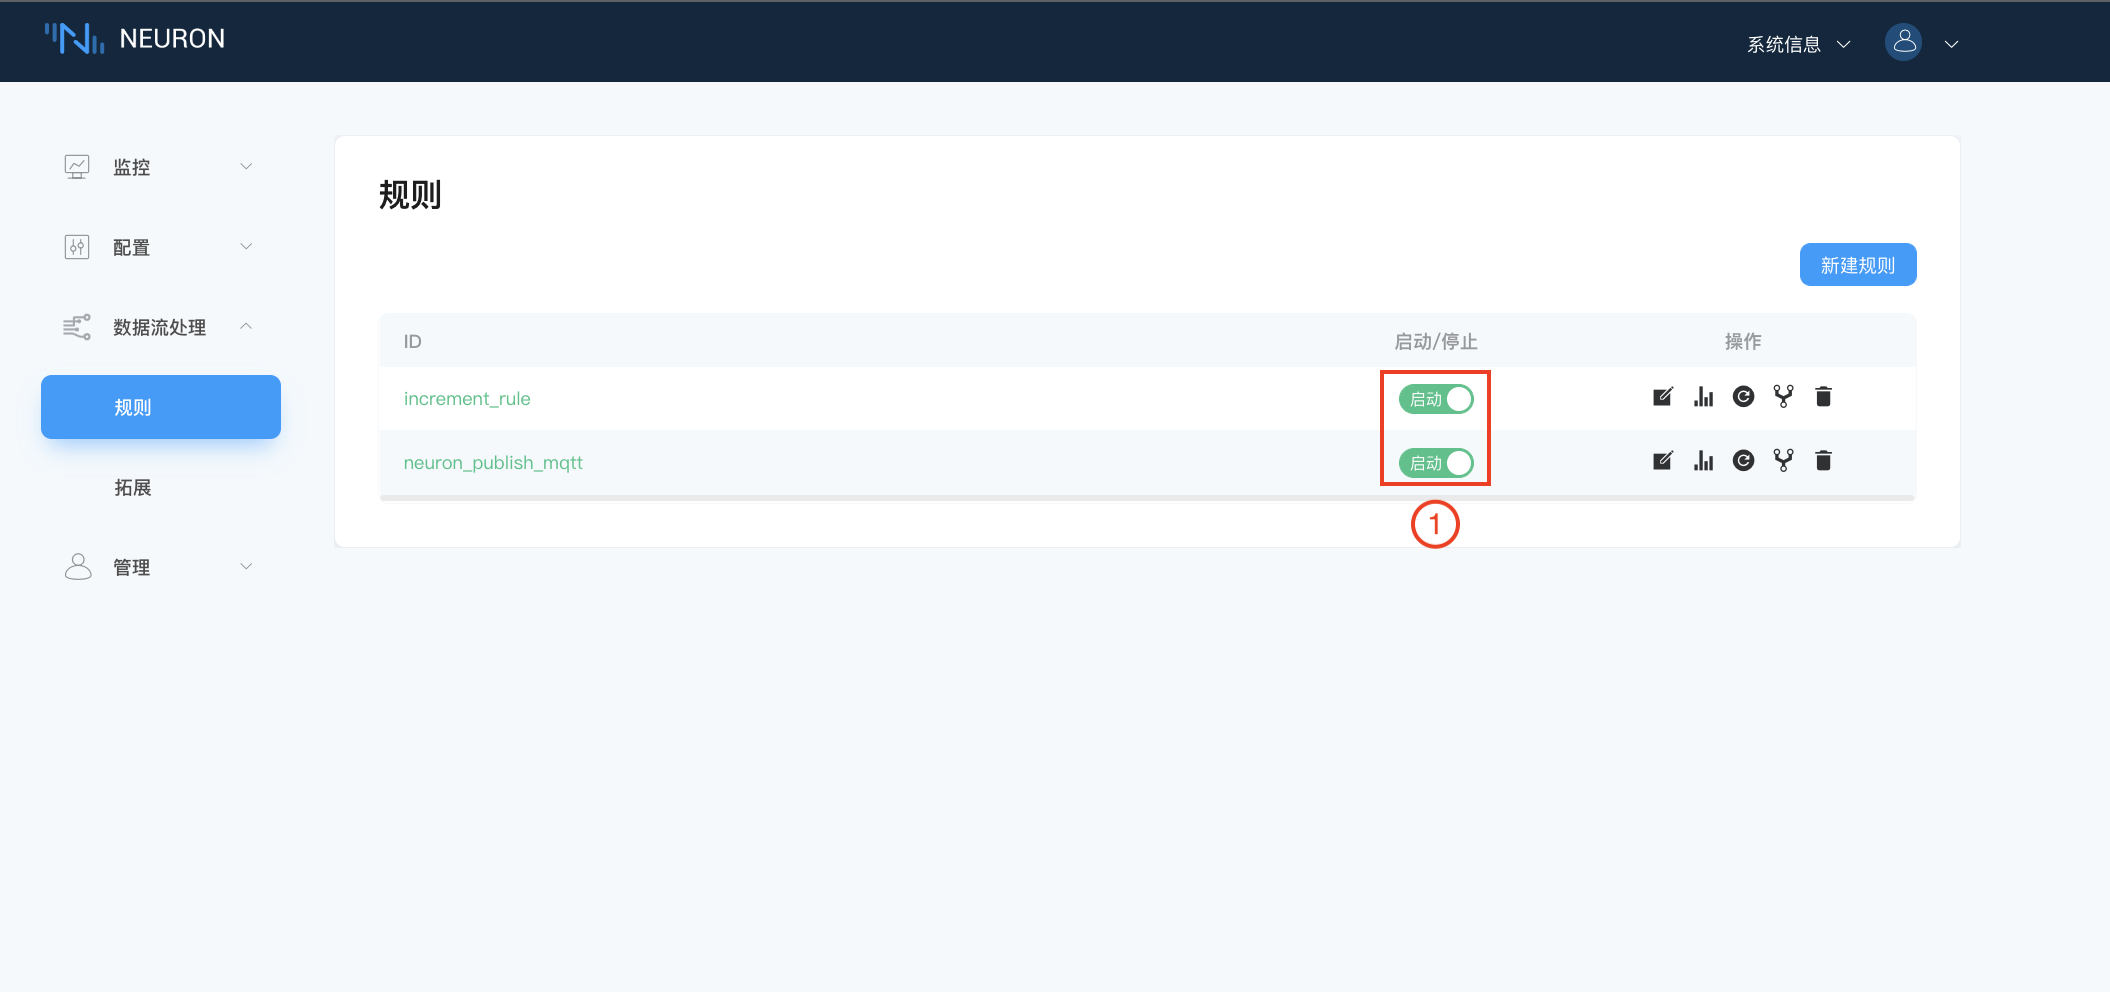 NEURON
系统信息
监控
配置
数据流处理
规则
拓展
管理
规则
新建规则
ID 启动/停止 操作
increment_rule 启动
neuron_publish_mqtt 启动
1